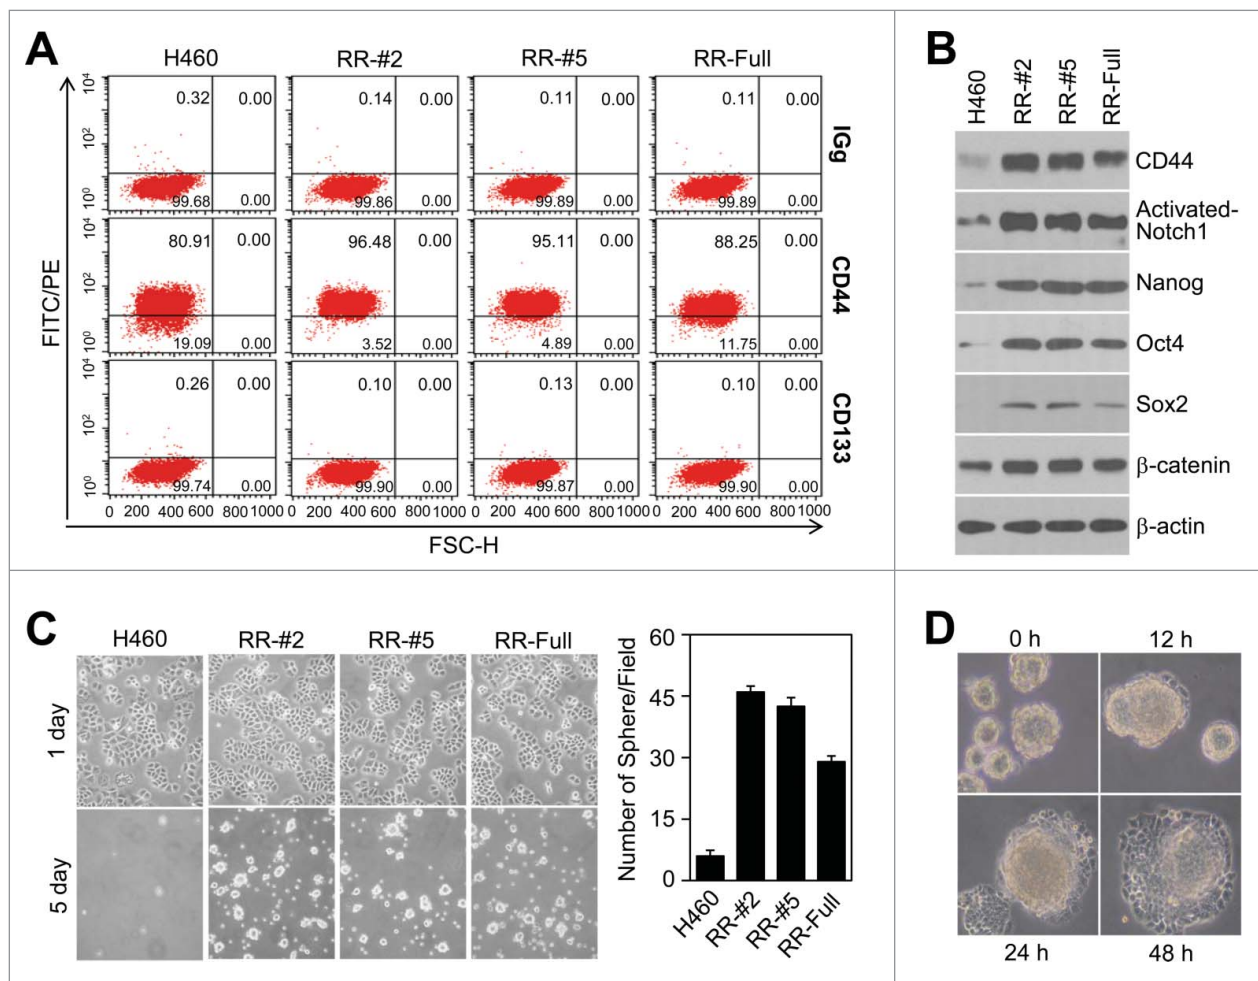 A
H460 RR-#2 RR-#5 RR-Full
10⁴ 0.32 0.00 0.14 0.00 0.11 0.00 0.11 0.00
10²
10⁰ 99.68 0.00 99.86 0.00 99.89 0.00 99.89 0.00
IGg
10⁴ 80.91 0.00 96.48 0.00 95.11 0.00 88.25 0.00
10²
10⁰ 19.09 0.00 3.52 0.00 4.89 0.00 11.75 0.00
CD44
10⁴ 0.26 0.00 0.10 0.00 0.13 0.00 0.10 0.00
10²
10⁰ 99.74 0.00 99.90 0.00 99.87 0.00 99.90 0.00
CD133
0 200 400 600 800 1000 0 200 400 600 800 1000 0 200 400 600 800 1000 0 200 400 600 800 1000
FITC/PE
FSC-H
B
H460 RR-#2 RR-#5 RR-Full
CD44
Activated-
Notch1
Nanog
Oct4
Sox2
β-catenin
β-actin
C
H460 RR-#2 RR-#5 RR-Full
1 day
5 day
Number of Sphere/Field
60
45
30
15
0
H460 RR-#2 RR-#5 RR-Full
D
0 h 12 h
24 h 48 h